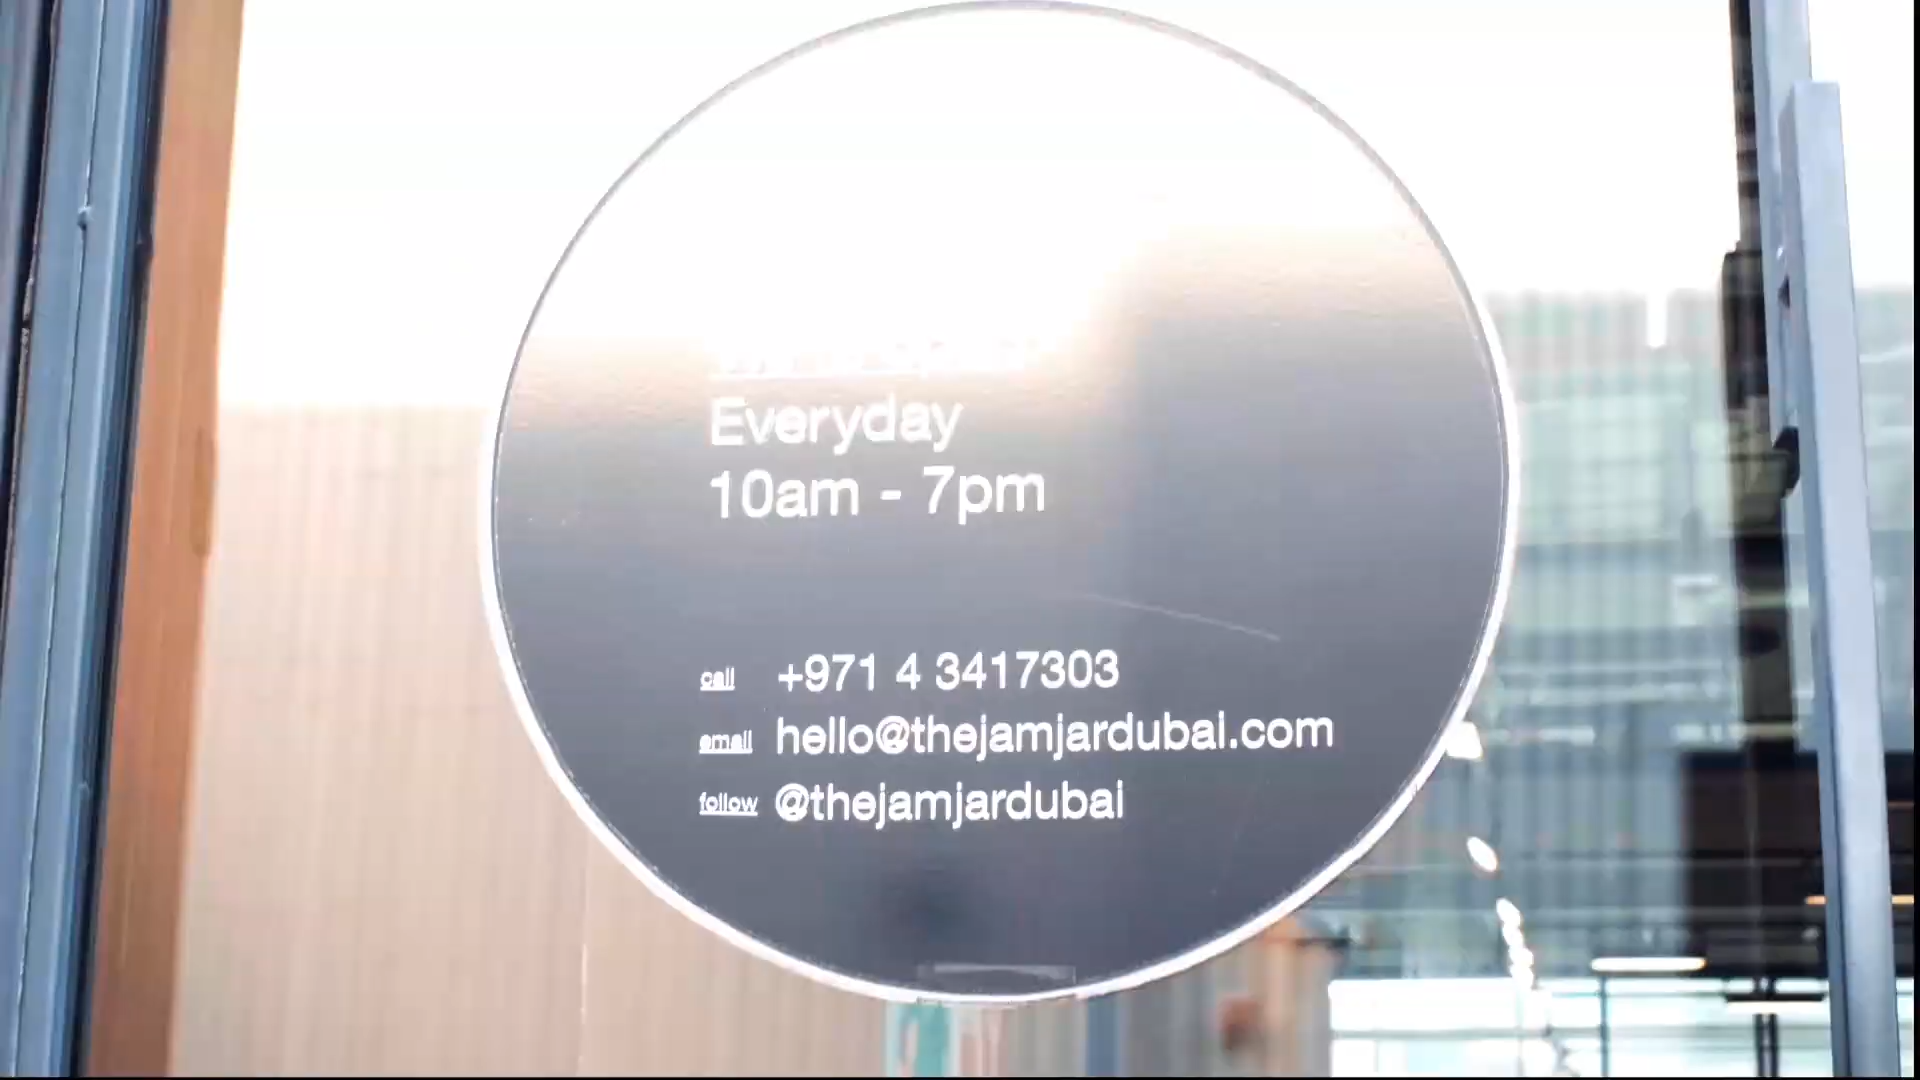 Everyday
10am - 7pm
call +971 4 3417303
email hello@thejamjardubai.com
follow @thejamjardubai